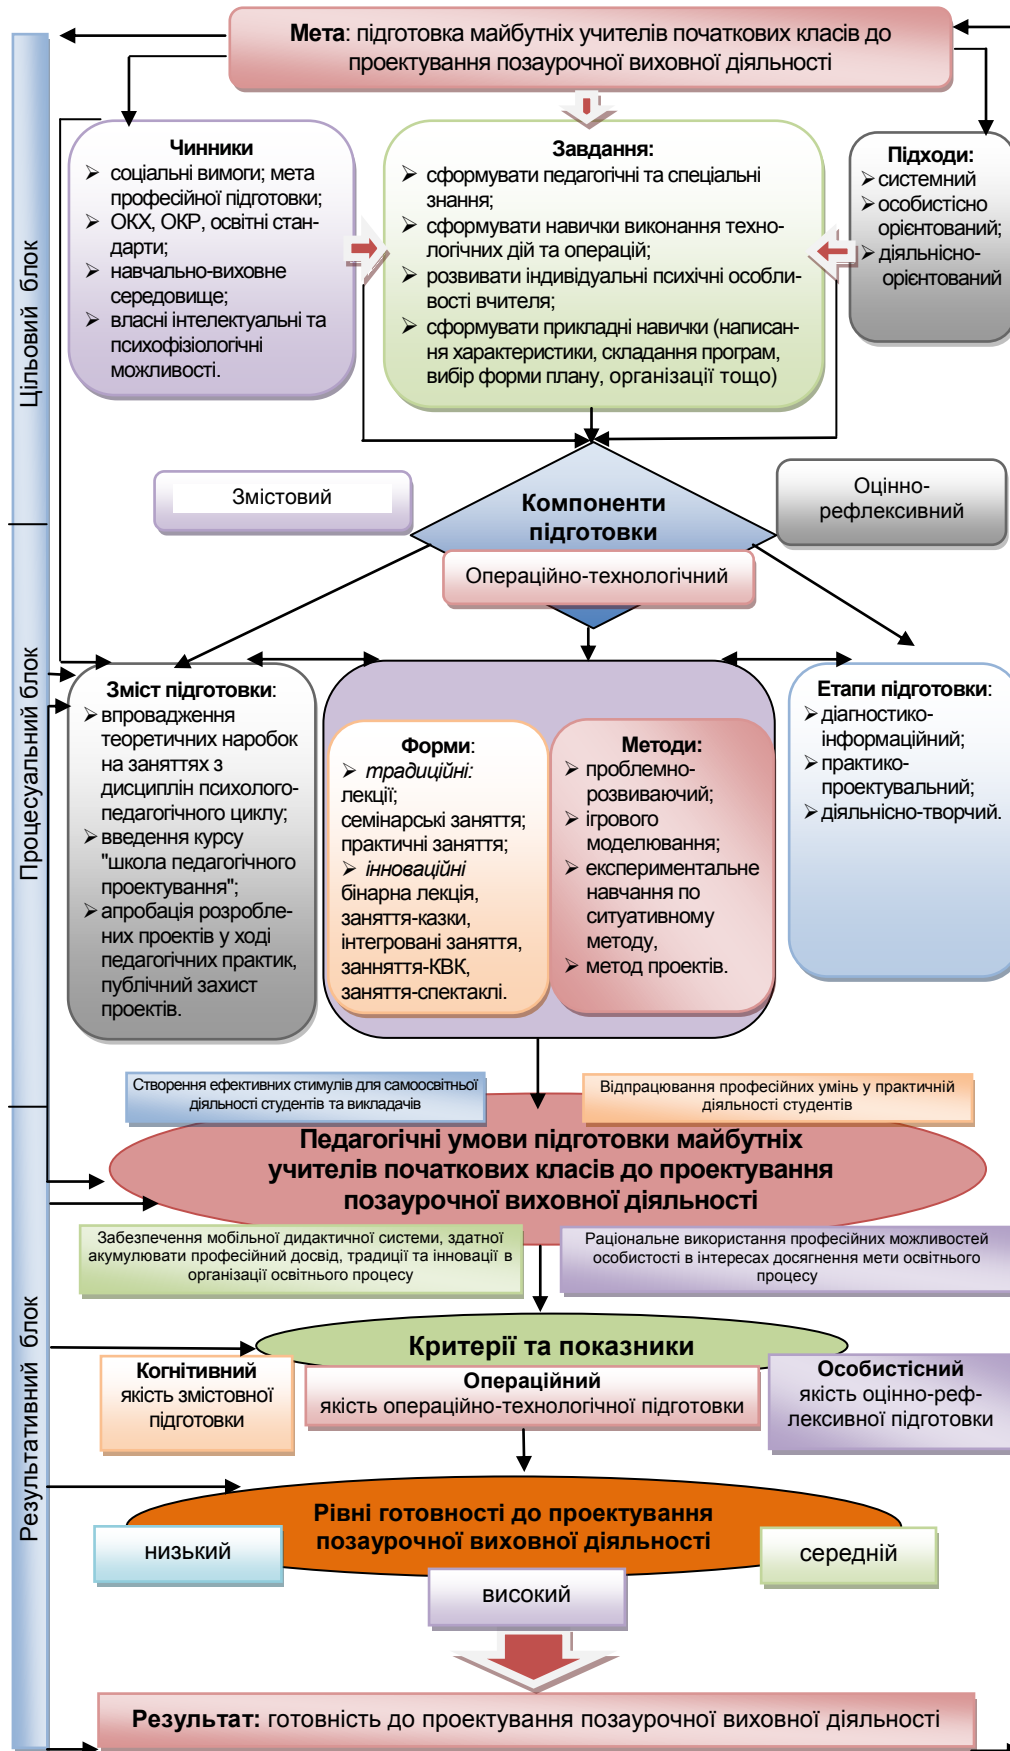 Мета: підготовка майбутніх учителів початкових класів до
проектування позаурочної виховної діяльності
Цільовий блок
Чинники
➢ соціальні вимоги; мета
професійної підготовки;
➢ ОКХ, ОКР, освітні стан-
дарти;
➢ навчально-виховне
середовище;
➢ власні інтелектуальні та
психофізіологічні
можливості.
Завдання:
➢ сформувати педагогічні та спеціальні
знання;
➢ сформувати навички виконання техно-
логічних дій та операцій;
➢ розвивати індивідуальні психічні особли-
вості вчителя;
➢ сформувати прикладні навички (написан-
ня характеристики, складання програм,
вибір форми плану, організації тощо)
Підходи:
➢ системний
➢ особистісно
орієнтований;
➢ діяльнісно-
орієнтований
Змістовий
Компоненти
підготовки
Оцінно-
рефлексивний
Операційно-технологічний
Процесуальний блок
Зміст підготовки:
➢ впровадження
теоретичних наробок
на заняттях з
дисциплін психолого-
педагогічного циклу;
➢ введення курсу
"школа педагогічного
проектування";
➢ апробація розробле-
них проектів у ході
педагогічних практик,
публічний захист
проектів.
Форми:
➢ традиційні:
лекції;
семінарські заняття;
практичні заняття;
➢ інноваційні
бінарна лекція,
заняття-казки,
інтегровані заняття,
занняття-КВК,
заняття-спектаклі.
Методи:
➢ проблемно-
розвиваючий;
➢ ігрового
моделювання;
➢ експериментальне
навчання по
ситуативному
методу,
➢ метод проектів.
Етапи підготовки:
➢ діагностико-
інформаційний;
➢ практико-
проектувальний;
➢ діяльнісно-творчий.
Створення ефективних стимулів для самоосвітньої
діяльності студентів та викладачів
Відпрацювання професійних умінь у практичній
діяльності студентів
Педагогічні умови підготовки майбутніх
учителів початкових класів до проектування
позаурочної виховної діяльності
Забезпечення мобільної дидактичної системи, здатної
акумулювати професійний досвід, традиції та інновації в
організації освітнього процесу
Раціональне використання професійних можливостей
особистості в інтересах досягнення мети освітнього
процесу
Результативний блок
Критерії та показники
Когнітивний
якість змістовної
підготовки
Операційний
якість операційно-технологічної підготовки
Особистісний
якість оцінно-реф-
лексивної підготовки
Рівні готовності до проектування
позаурочної виховної діяльності
низький
середній
високий
Результат: готовність до проектування позаурочної виховної діяльності